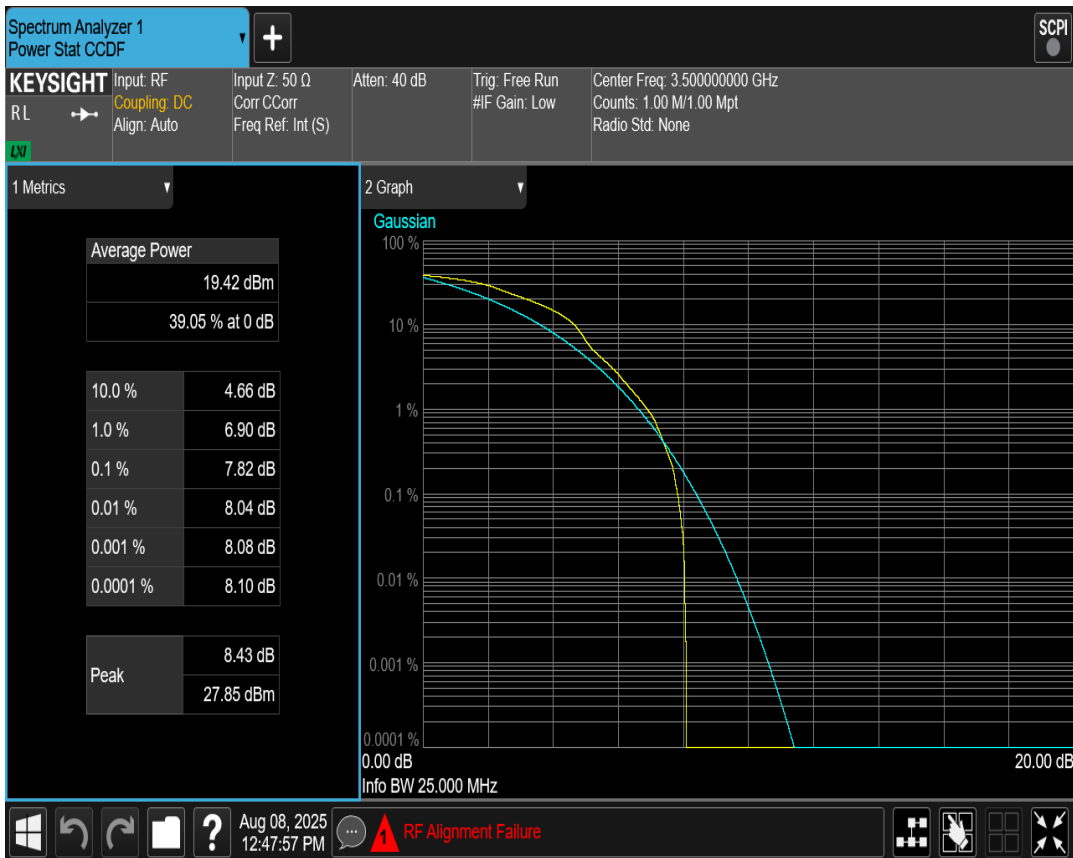 Spectrum Analyzer 1
Power Stat CCDF
SCPI
KEYSIGHT
RL
LXI
Input: RF
Coupling: DC
Align: Auto
Input Z: 50 Ω
Corr CCorr
Freq Ref: Int (S)
Atten: 40 dB
Trig: Free Run
#IF Gain: Low
Center Freq: 3.500000000 GHz
Counts: 1.00 M/1.00 Mpt
Radio Std: None
1 Metrics
Average Power
19.42 dBm
39.05 % at 0 dB
10.0 % 4.66 dB
1.0 % 6.90 dB
0.1 % 7.82 dB
0.01 % 8.04 dB
0.001 % 8.08 dB
0.0001 % 8.10 dB
Peak
8.43 dB
27.85 dBm
2 Graph
Gaussian
100 %
10 %
1 %
0.1 %
0.01 %
0.001 %
0.0001 %
0.00 dB 20.00 dB
Info BW 25.000 MHz
?
Aug 08, 2025
12:47:57 PM
1
RF Alignment Failure